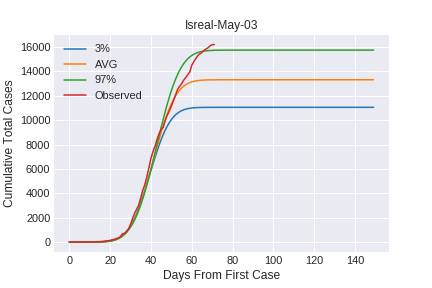 Isreal-May-03
3%
AVG
97%
Observed
Cumulative Total Cases
16000
14000
12000
10000
8000
6000
4000
2000
0
0 20 40 60 80 100 120 140
Days From First Case